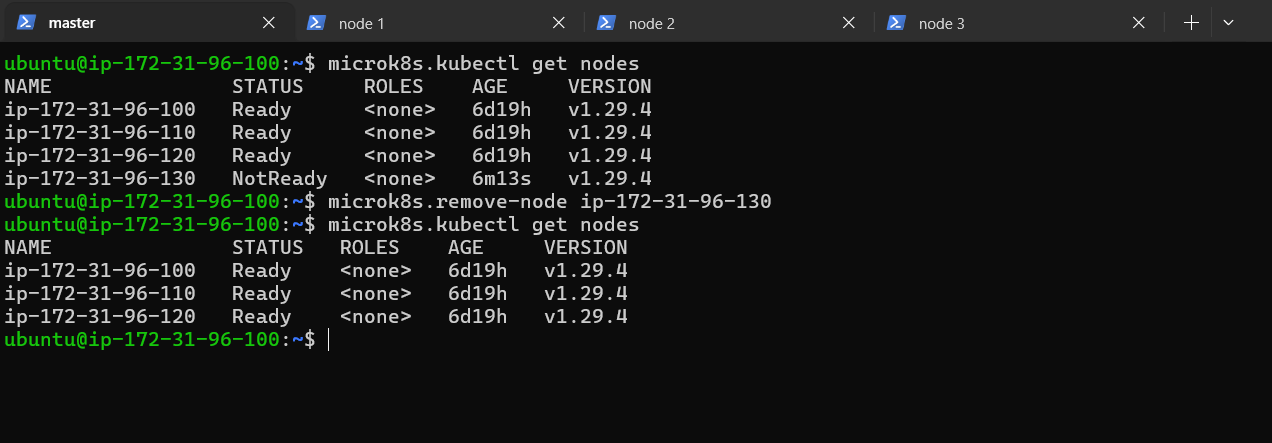 master
node 1
node 2
node 3
ubuntu@ip-172-31-96-100:~$ microk8s.kubectl get nodes
NAME STATUS ROLES AGE VERSION
ip-172-31-96-100 Ready <none> 6d19h v1.29.4
ip-172-31-96-110 Ready <none> 6d19h v1.29.4
ip-172-31-96-120 Ready <none> 6d19h v1.29.4
ip-172-31-96-130 NotReady <none> 6m13s v1.29.4
ubuntu@ip-172-31-96-100:~$ microk8s.remove-node ip-172-31-96-130
ubuntu@ip-172-31-96-100:~$ microk8s.kubectl get nodes
NAME STATUS ROLES AGE VERSION
ip-172-31-96-100 Ready <none> 6d19h v1.29.4
ip-172-31-96-110 Ready <none> 6d19h v1.29.4
ip-172-31-96-120 Ready <none> 6d19h v1.29.4
ubuntu@ip-172-31-96-100:~$